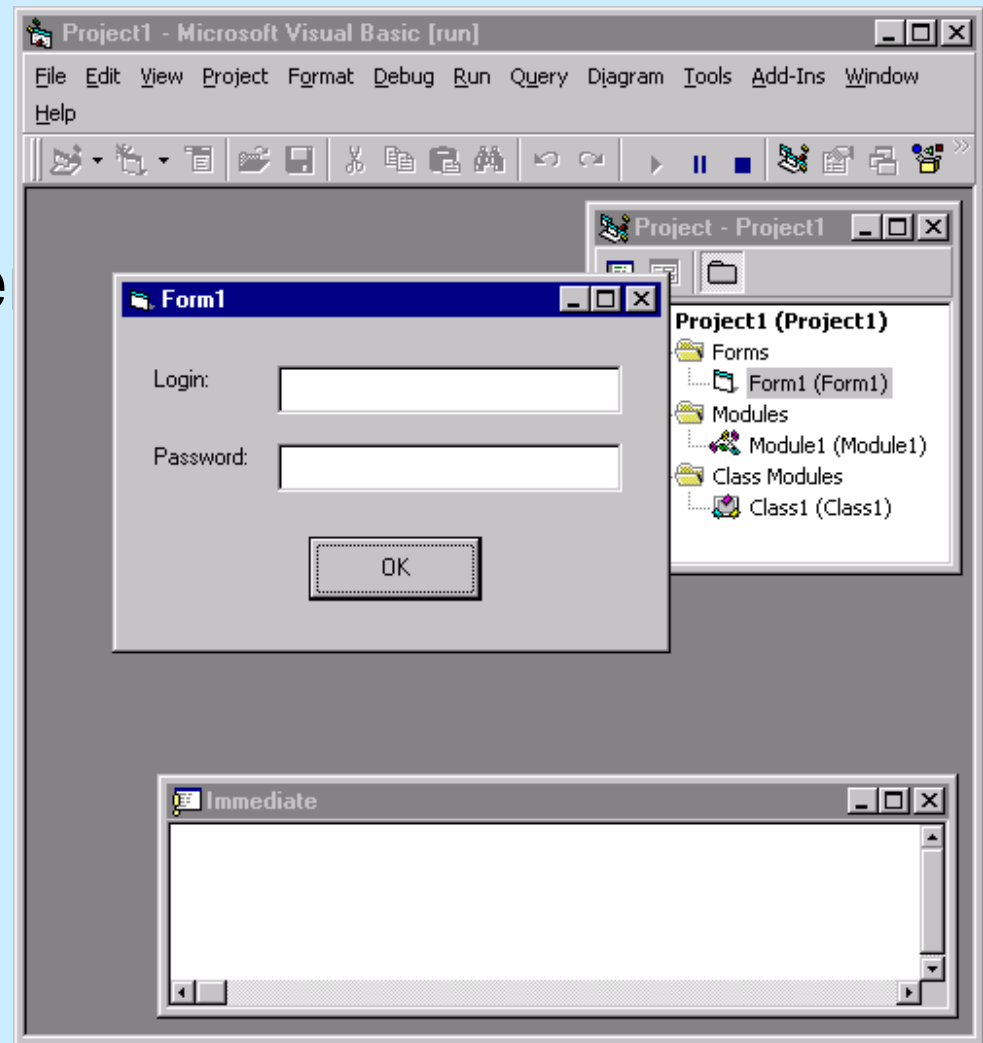 Project1 - Microsoft Visual Basic [run]
File Edit View Project Format Debug Run Query Diagram Tools Add-Ins Window
Help
Project - Project1
Form1
Project1 (Project1)
Forms
Login:
Form1 (Form1)
Modules
Module1 (Module1)
Password:
Class Modules
Class1 (Class1)
OK
Immediate